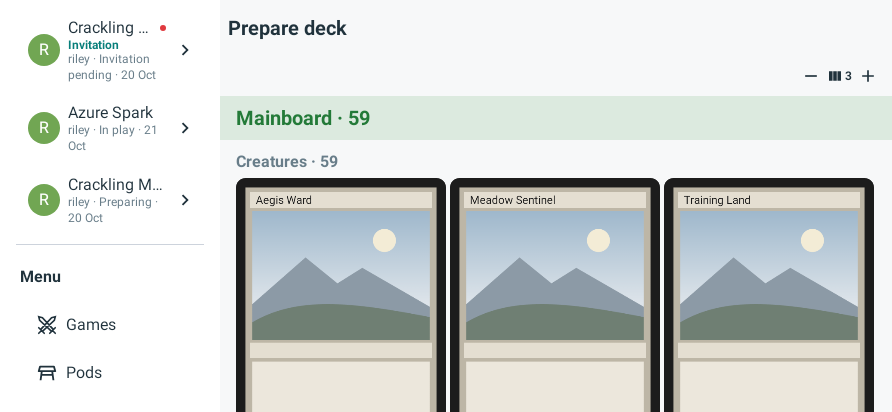 Crackling ...
Invitation
riley · Invitation
pending · 20 Oct
R
Azure Spark
riley · In play · 21
Oct
R
Crackling M...
riley · Preparing ·
20 Oct
R
Menu
Games
Pods
Prepare deck
3
Mainboard · 59
Creatures · 59
Aegis Ward
Meadow Sentinel
Training Land